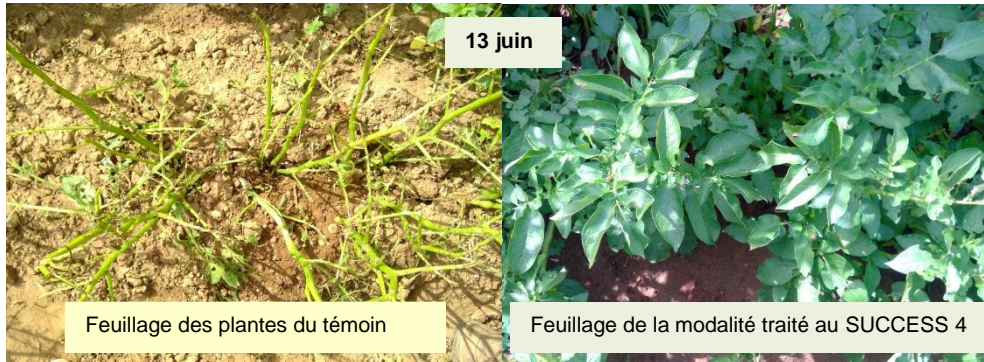 13 juin
Feuillage des plantes du témoin
Feuillage de la modalité traité au SUCCESS 4